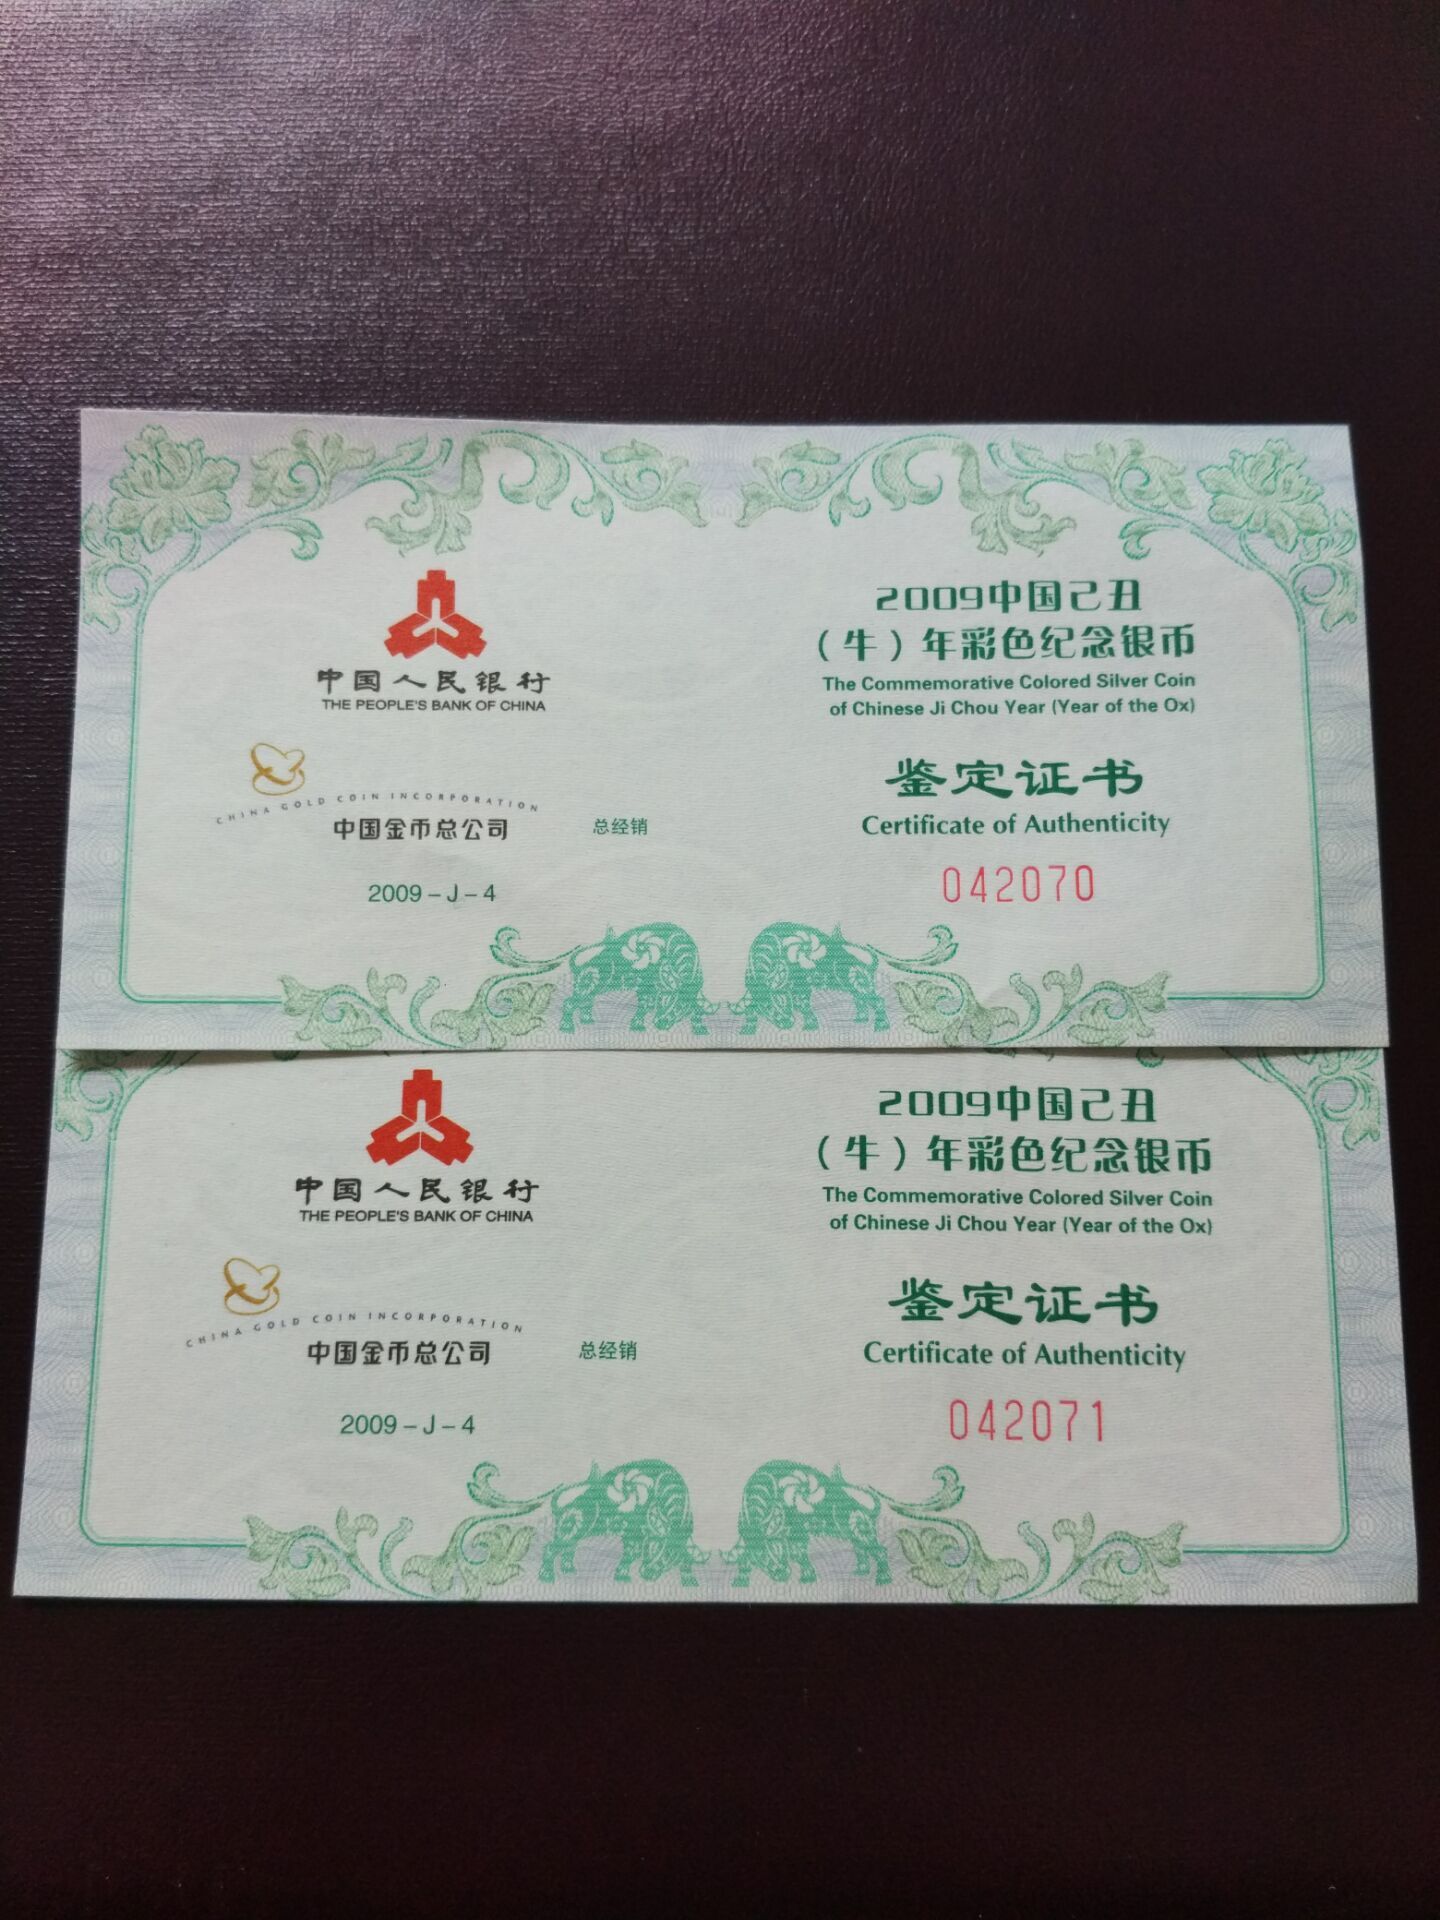 中国人民银行
THE PEOPLE'S BANK OF CHINA
CHINA GOLD COIN INCORPORATION
中国金币总公司 总经销
2009-J-4
2009中国己丑
（牛）年彩色纪念银币
The Commemorative Colored Silver Coin
of Chinese Ji Chou Year (Year of the Ox)
鉴定证书
Certificate of Authenticity
042070
中国人民银行
THE PEOPLE'S BANK OF CHINA
CHINA GOLD COIN INCORPORATION
中国金币总公司 总经销
2009-J-4
2009中国己丑
（牛）年彩色纪念银币
The Commemorative Colored Silver Coin
of Chinese Ji Chou Year (Year of the Ox)
鉴定证书
Certificate of Authenticity
042071